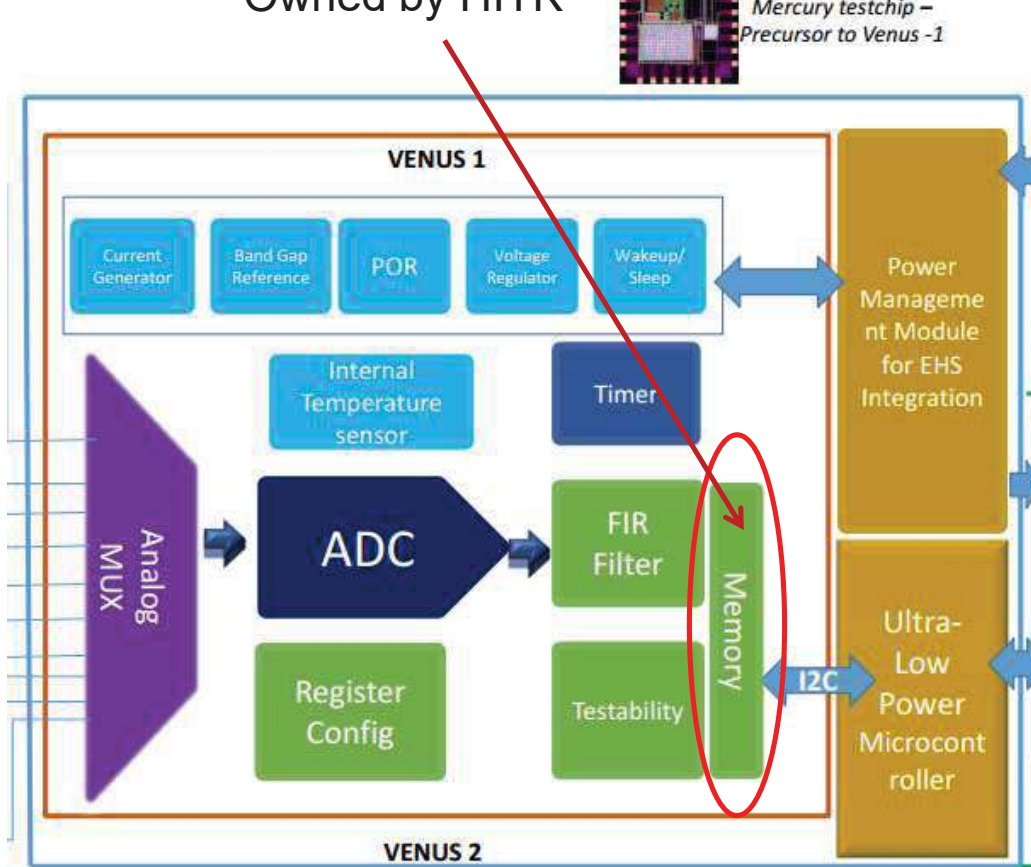 Owned by
Mercury testchip –
Precursor to Venus -1
VENUS 1
Current
Generator
Band Gap
Reference
POR
Voltage
Regulator
Wakeup/
Sleep
Power
Manageme
nt Module
for EHS
Integration
Internal
Temperature
sensor
Timer
Analog
MUX
ADC
FIR
Filter
Memory
Register
Config
Testability
I2C
Ultra-
Low
Power
Microcont
roller
VENUS 2